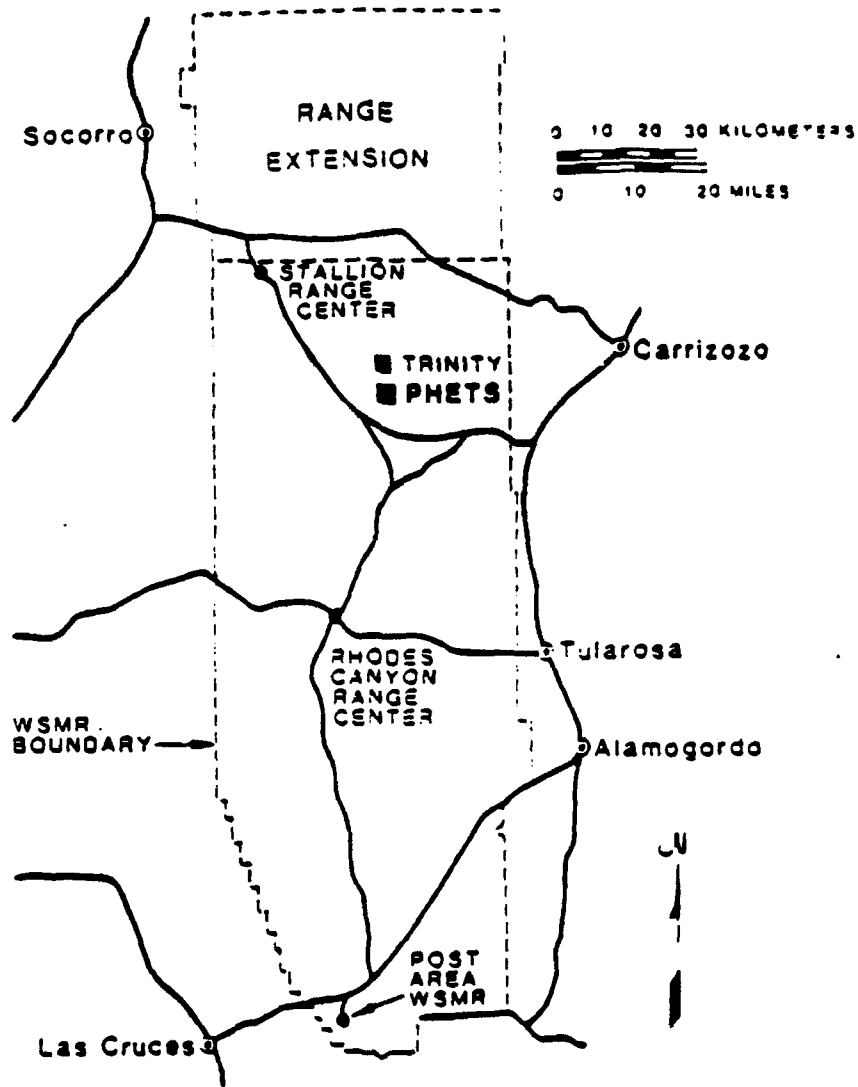 RANGE
EXTENSION
Socorro
0 10 20 30 KILOMETERS
0 10 20 MILES
STALLION
RANGE
CENTER
TRINITY
PHETS
Carrizozo
RHODES
CANYON
RANGE
CENTER
Tularosa
WSMR
BOUNDARY
Alamogordo
N
POST
AREA
WSMR
Las Cruces